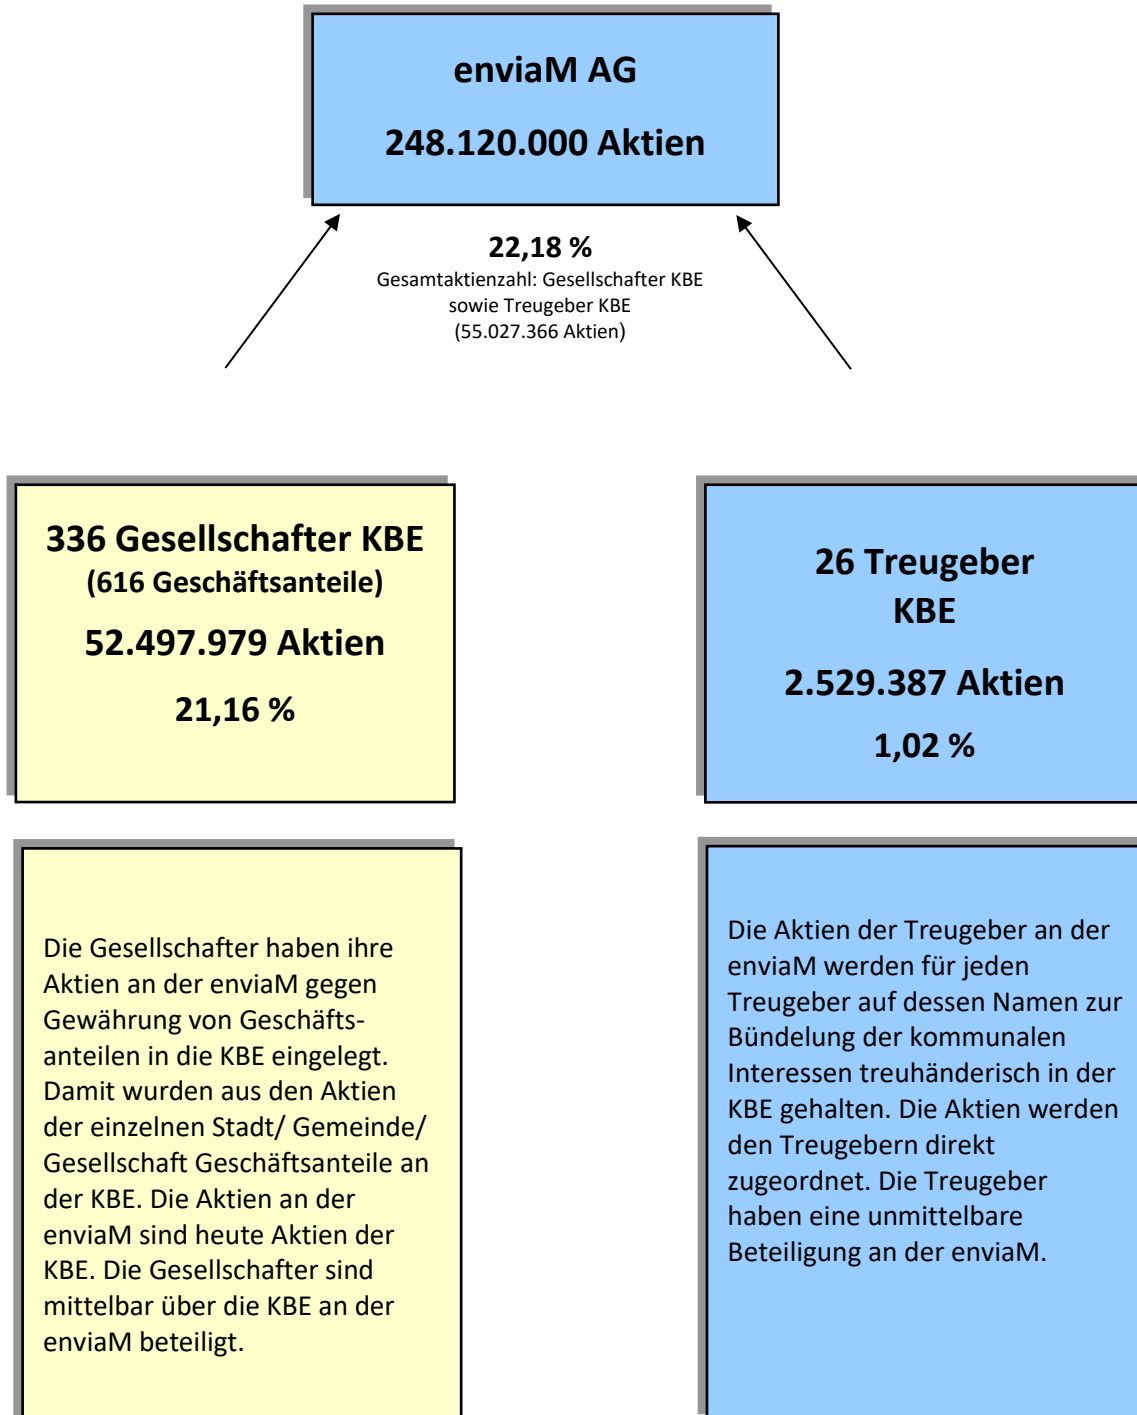 enviaM AG
248.120.000 Aktien
22,18 %
Gesamtaktienzahl: Gesellschafter KBE
sowie Treugeber KBE
(55.027.366 Aktien)
336 Gesellschafter KBE
(616 Geschäftsanteile)
52.497.979 Aktien
21,16 %
26 Treugeber
KBE
2.529.387 Aktien
1,02 %
Die Gesellschafter haben ihre
Aktien an der enviaM gegen
Gewährung von Geschäfts-
anteilen in die KBE eingelegt.
Damit wurden aus den Aktien
der einzelnen Stadt/ Gemeinde/
Gesellschaft Geschäftsanteile an
der KBE. Die Aktien an der
enviaM sind heute Aktien der
KBE. Die Gesellschafter sind
mittelbar über die KBE an der
enviaM beteiligt.
Die Aktien der Treugeber an der
enviaM werden für jeden
Treugeber auf dessen Namen zur
Bündelung der kommunalen
Interessen treuhänderisch in der
KBE gehalten. Die Aktien werden
den Treugebern direkt
zugeordnet. Die Treugeber
haben eine unmittelbare
Beteiligung an der enviaM.